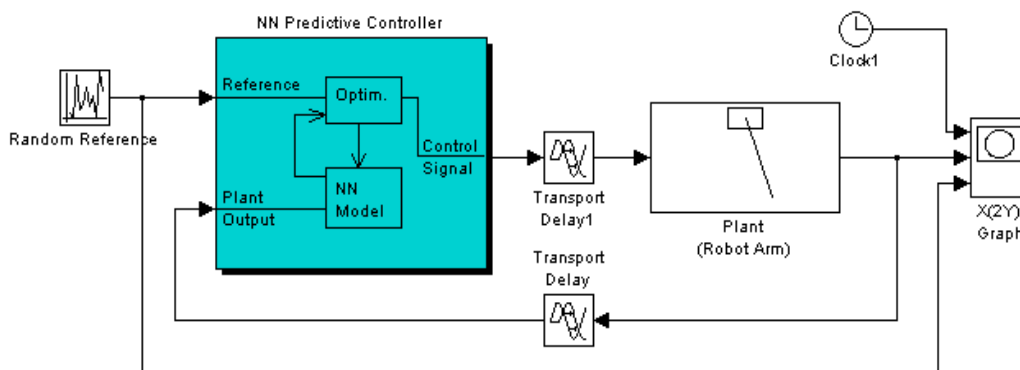 NN Predictive Controller
Clock1
Random Reference
Reference
Optim.
Control
Signal
NN
Model
Plant
Output
Transport
Delay1
Plant
(Robot Arm)
X(2Y)
Graph
Transport
Delay